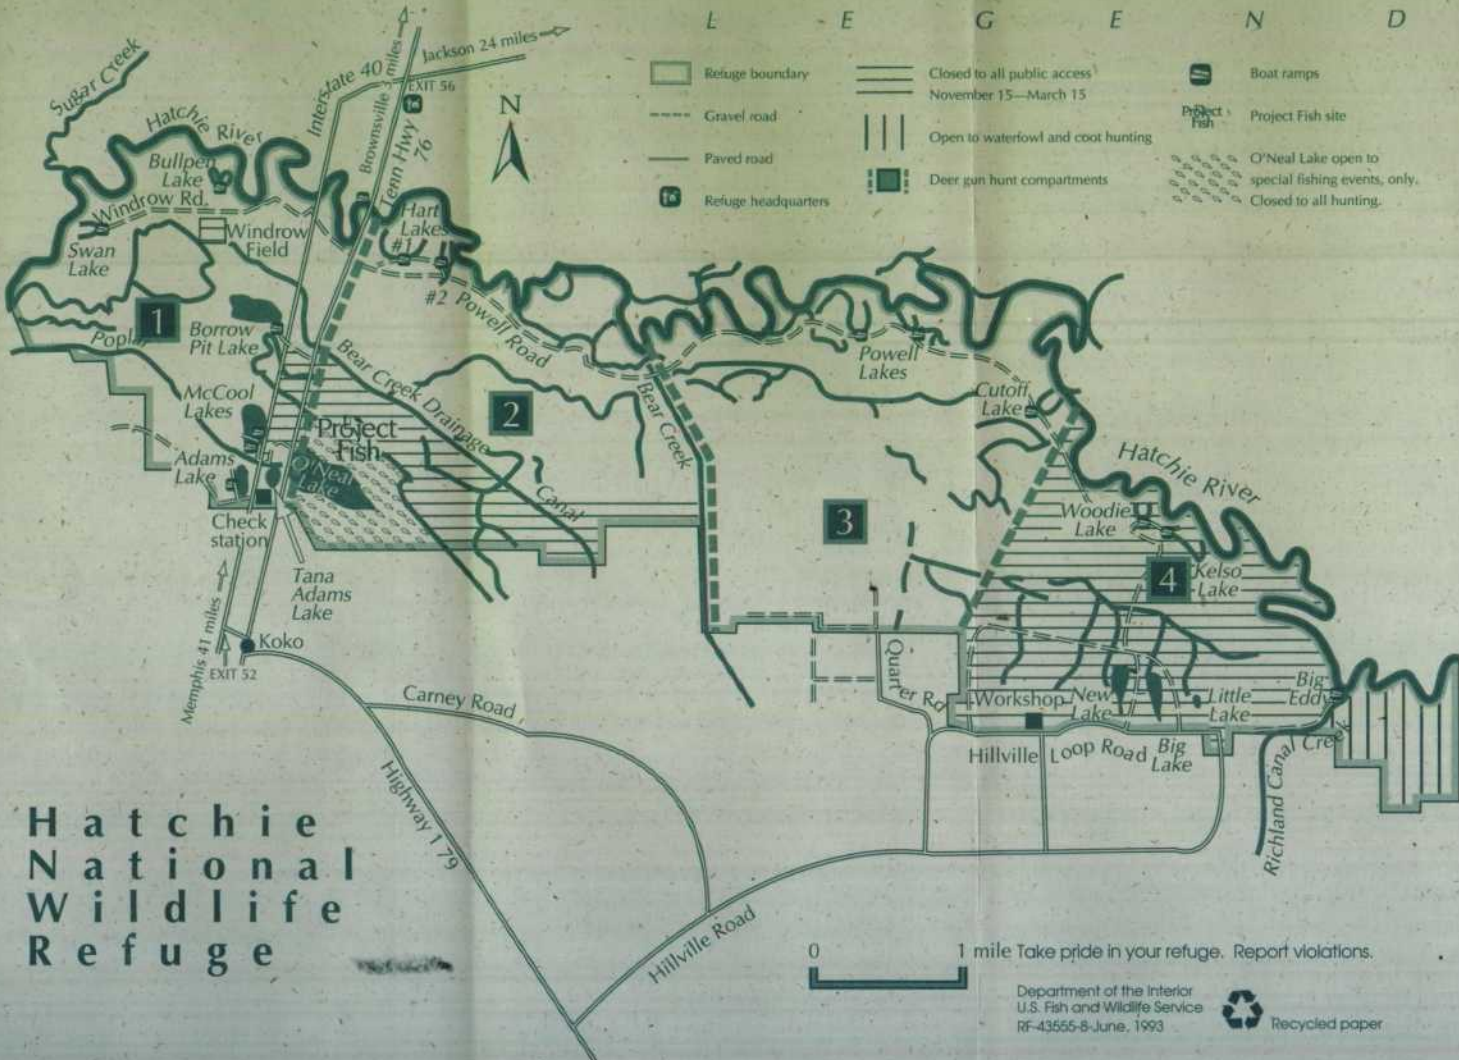 L E G E N D
Refuge boundary
Gravel road
Paved road
Refuge headquarters
Closed to all public access
November 15—March 15
Open to waterfowl and coot hunting
Deer gun hunt compartments
Boat ramps
Project Fish
Project Fish site
O'Neal Lake open to
special fishing events, only.
Closed to all hunting.
Sugar Creek
Hatchie River
Interstate 40
Brownsville 3 miles
Jackson 24 miles
EXIT 56
Tenn Hwy
76
N
Bullpen
Lake
Windrow Rd.
Windrow
Field
Swan
Lake
Hart
Lakes
#1
#2
Powell Road
1
Poplar
Borrow
Pit Lake
Bear Creek Drainage
Canal
McCool
Lakes
Project
Fish
2
Bear Creek
Powell
Lakes
Cutoff
Lake
Adams
Lake
O'Neal
Lake
Check
station
Tana
Adams
Lake
3
Hatchie River
Woodie
Lake
4
Kelso
Lake
Memphis 41 miles
Koko
EXIT 52
Carney Road
Quarter Rd
Workshop
New
Lake
Little
Lake
Big
Eddy
Hillville Loop Road
Big
Lake
Richland Canal Creek
Highway 179
Hillville Road
Hatchie
National
Wildlife
Refuge
0 1 mile
Take pride in your refuge. Report violations.
Department of the Interior
U.S. Fish and Wildlife Service
RF-43555-8-June, 1993
Recycled paper